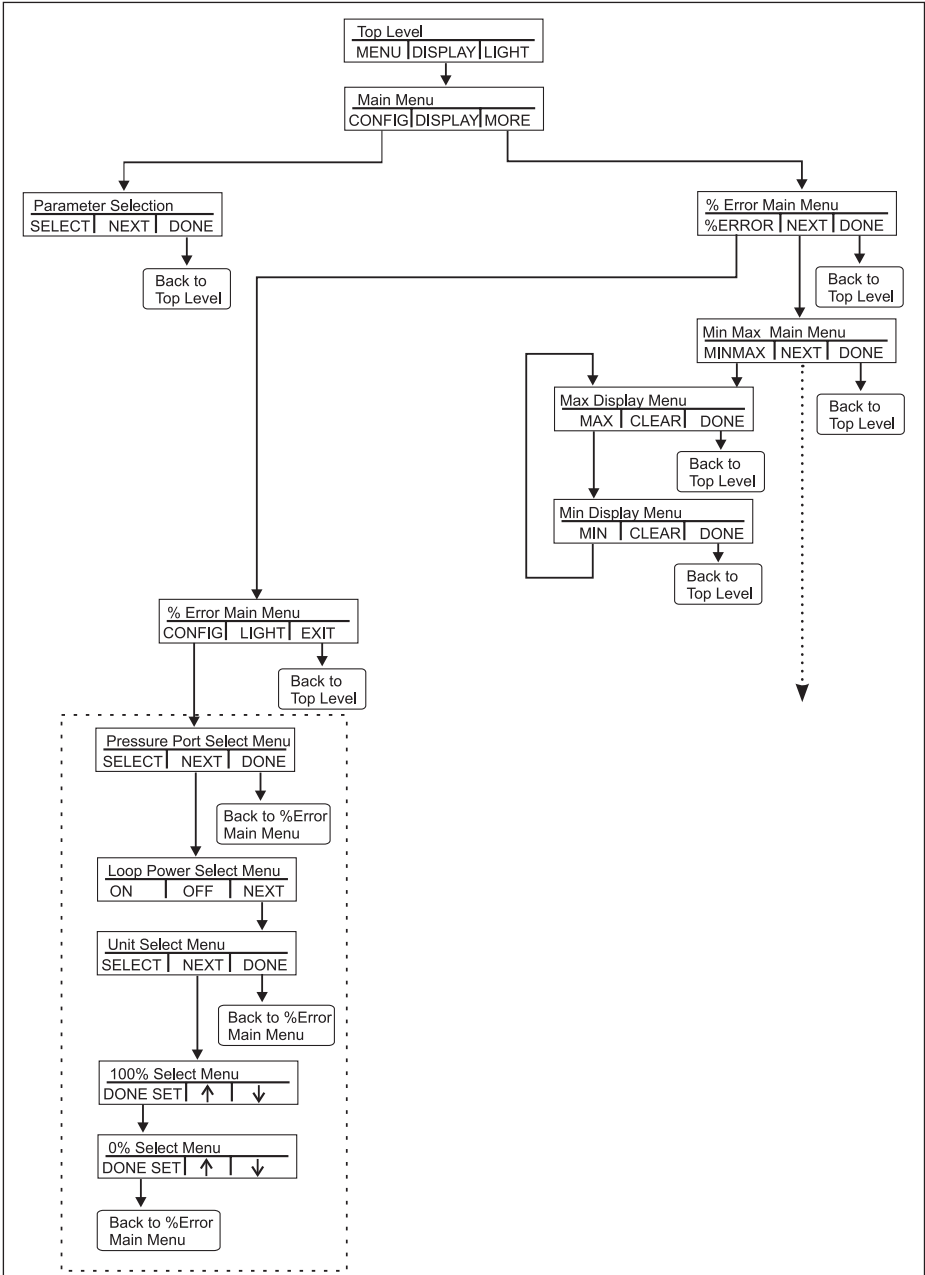 Top Level
MENU DISPLAY LIGHT
Main Menu
CONFIG DISPLAY MORE
Parameter Selection
SELECT NEXT DONE
Back to
Top Level
% Error Main Menu
%ERROR NEXT DONE
Back to
Top Level
Min Max Main Menu
MINMAX NEXT DONE
Back to
Top Level
Max Display Menu
MAX CLEAR DONE
Back to
Top Level
Min Display Menu
MIN CLEAR DONE
Back to
Top Level
% Error Main Menu
CONFIG LIGHT EXIT
Back to
Top Level
Pressure Port Select Menu
SELECT NEXT DONE
Back to %Error
Main Menu
Loop Power Select Menu
ON OFF NEXT
Unit Select Menu
SELECT NEXT DONE
Back to %Error
Main Menu
100% Select Menu
DONE SET ↑ ↓
0% Select Menu
DONE SET ↑ ↓
Back to %Error
Main Menu